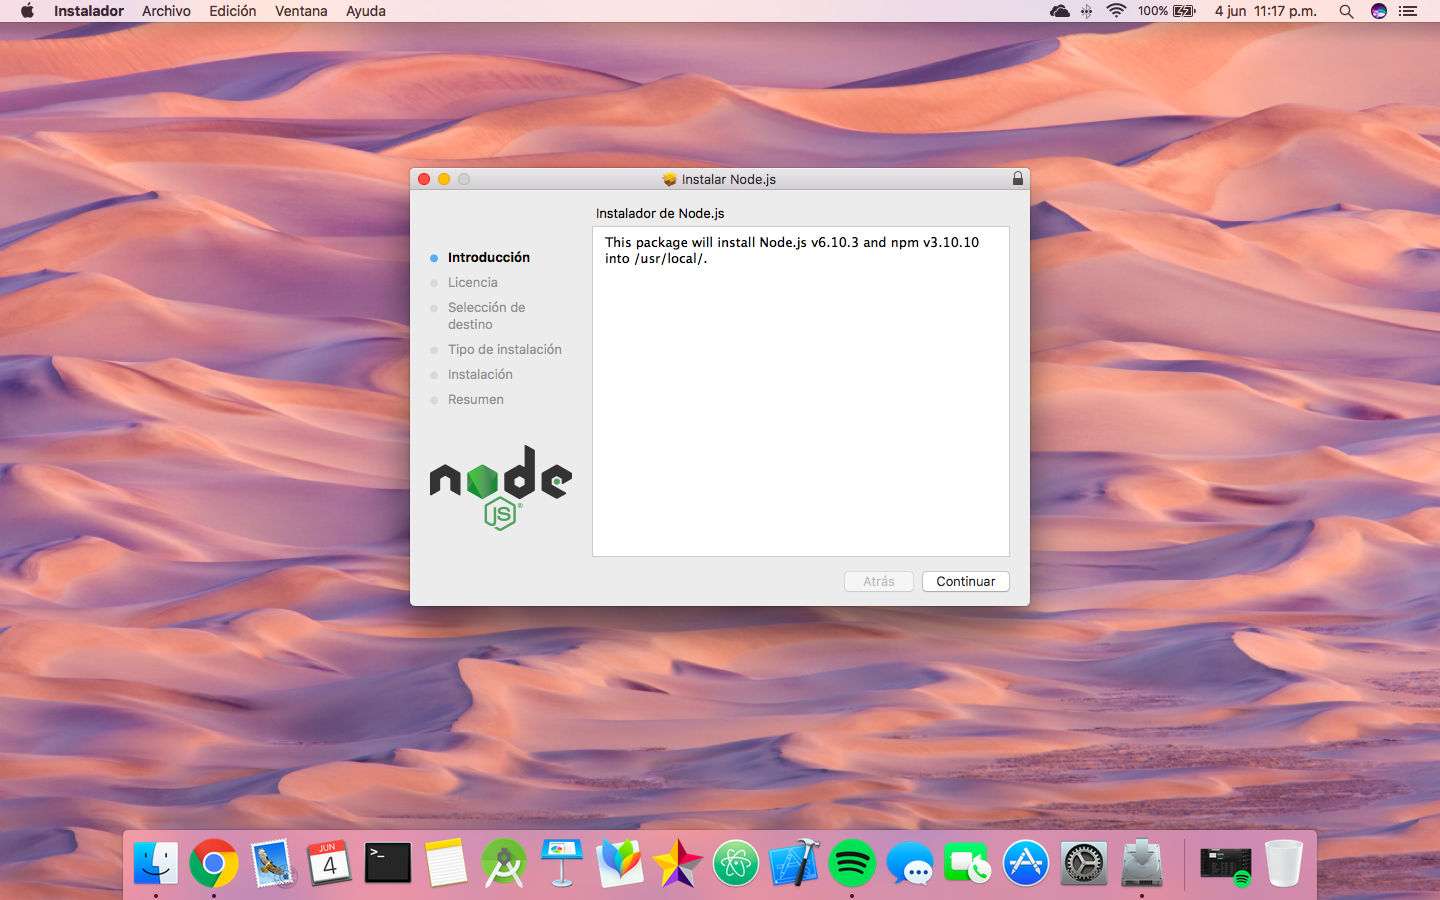 Instalador Archivo Edición Ventana Ayuda 100% 4 jun 11:17 p.m.
Instalar Node.js
Instalador de Node.js
This package will install Node.js v6.10.3 and npm v3.10.10
into /usr/local/.
Introducción
Licencia
Selección de
destino
Tipo de instalación
Instalación
Resumen
node
JS®
Atrás Continuar
JUN
4
>_